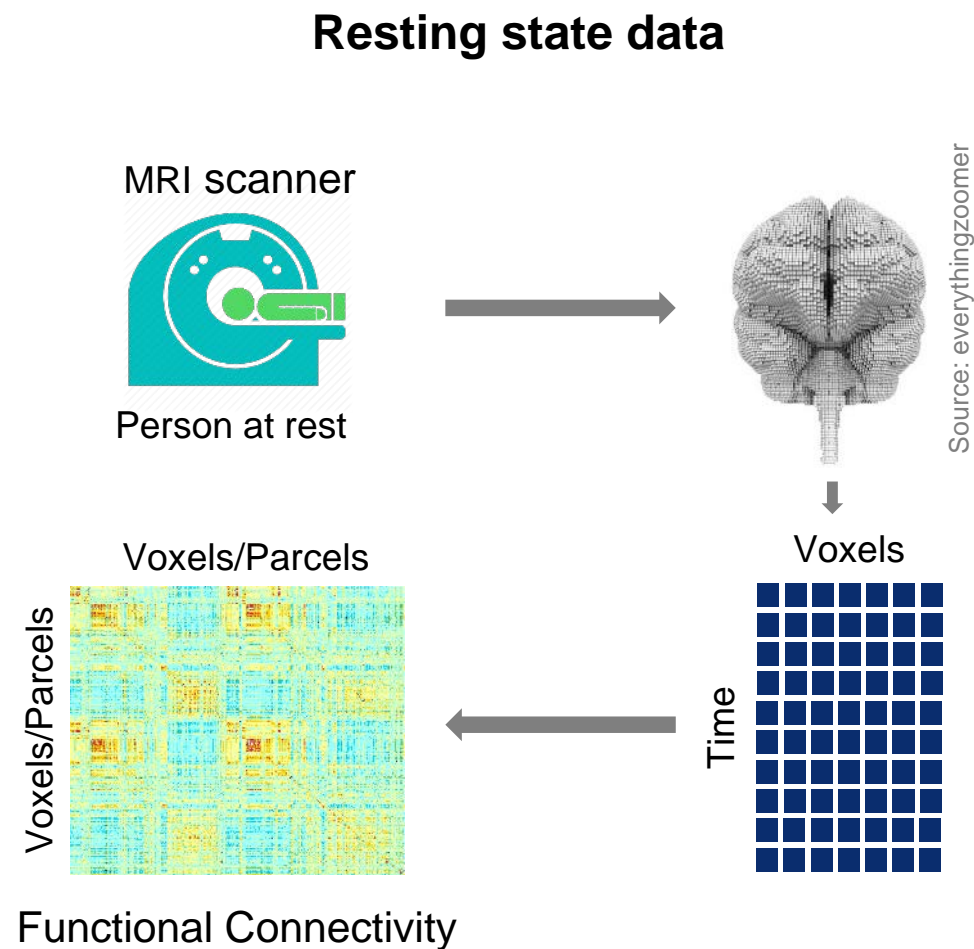 Resting state data
MRI scanner
Person at rest
Source: everythingzoomer
Voxels/Parcels
Voxels/Parcels
Functional Connectivity
Voxels
Time